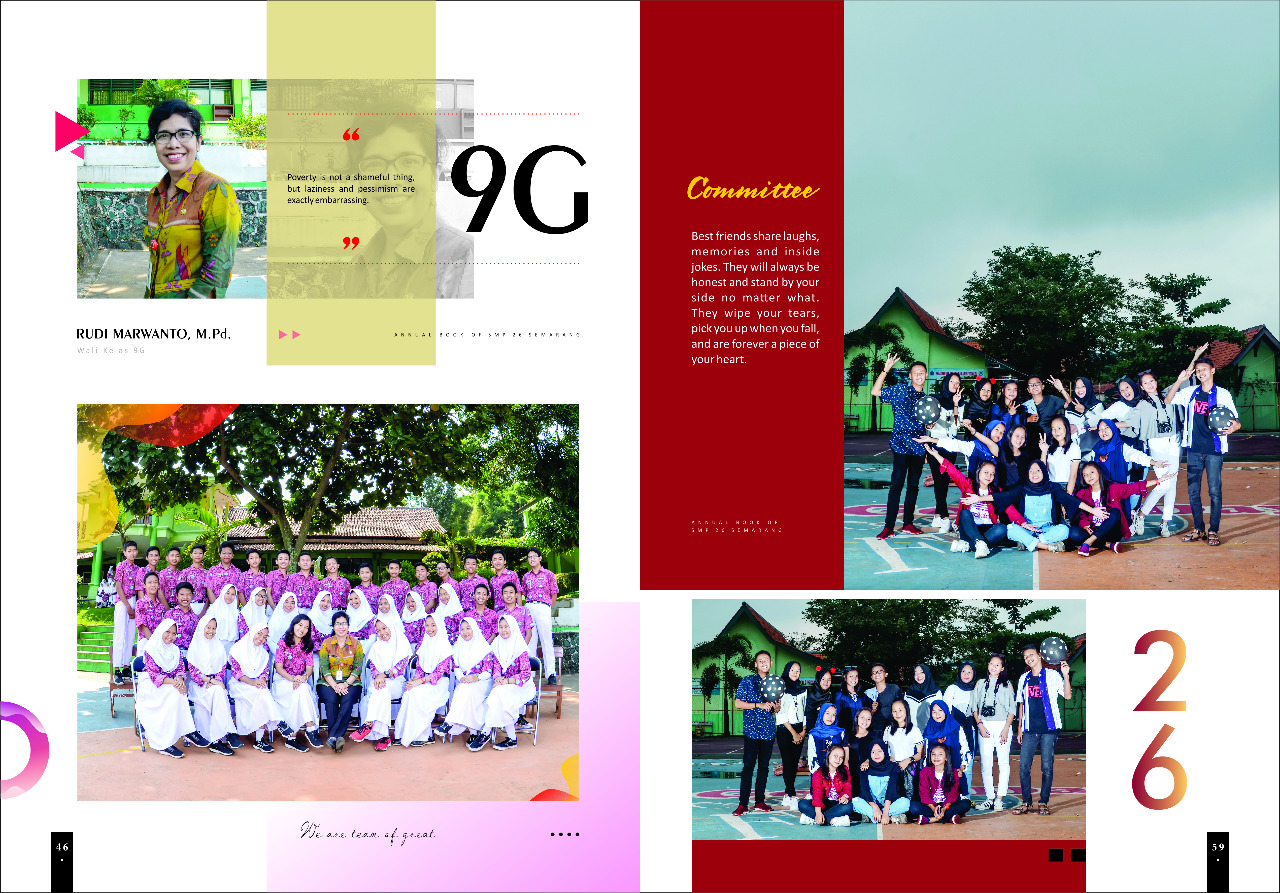 “
Poverty is not a shameful thing,
but laziness and pessimism are
exactly embarrassing.
”
9G
RUDI MARWANTO, M.Pd.
Wali Kelas 9G
ANNUAL BOOK OF SMP 26 SEMARANG
We are team of great
46
Committee
Best friends share laughs,
memories and inside
jokes. They will always be
honest and stand by your
side no matter what.
They wipe your tears,
pick you up when you fall,
and are forever a piece of
your heart.
ANNUAL BOOK OF
SMP 26 SEMARANG
2
6
59